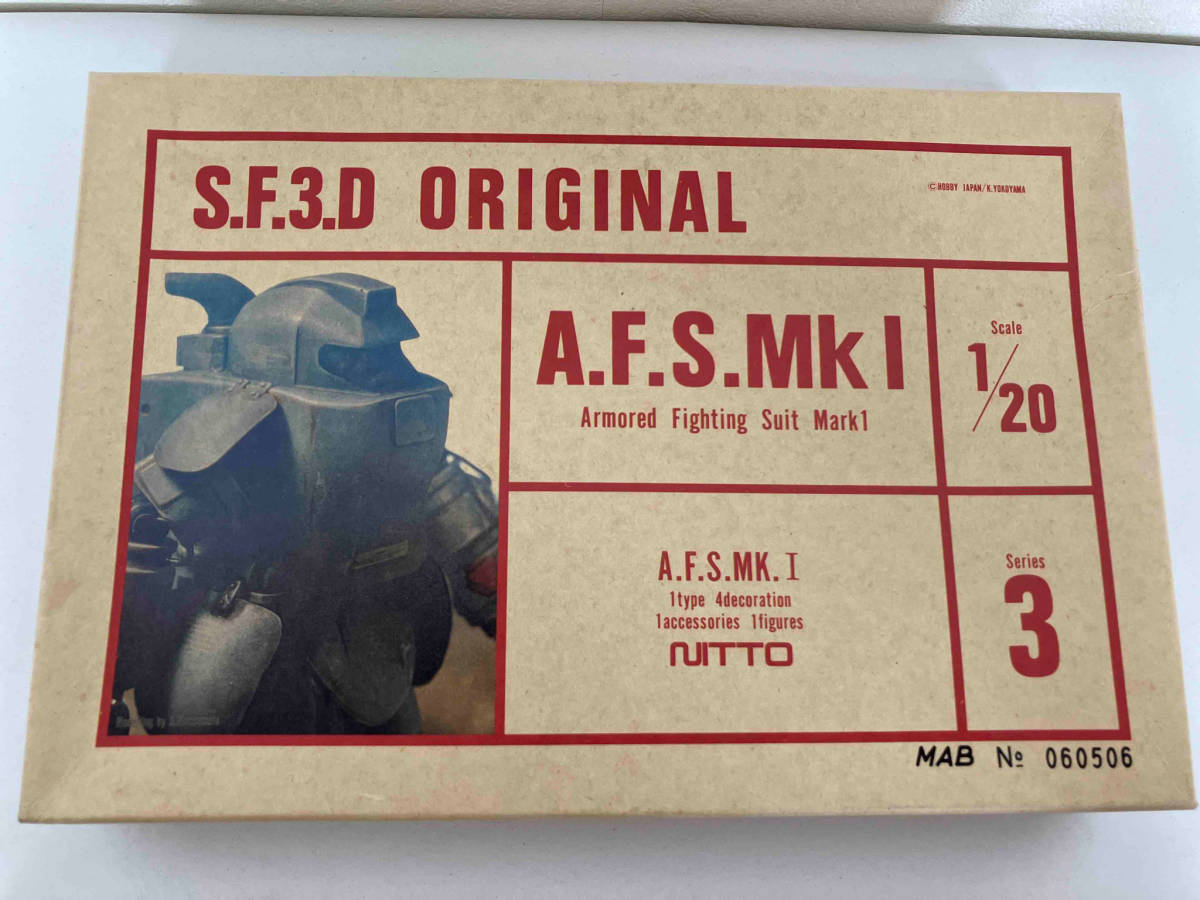 S.F.3.D ORIGINAL
© HOBBY JAPAN/K.YOKOYAMA
A.F.S.Mk I
Armored Fighting Suit Mark1
Scale
1/20
A.F.S.MK. I
1type 4decoration
1accessories 1figures
NITTO
Series
3
by
MAB № 060506